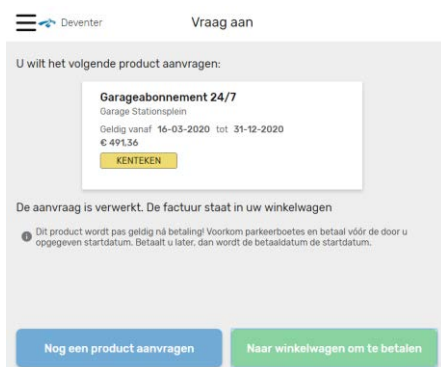 Deventer
Vraag aan
U wilt het volgende product aanvragen:
Garageabonnement 24/7
Garage Stationsplein
Geldig vanaf 16-03-2020 tot 31-12-2020
€ 491,36
KENTEKEN
De aanvraag is verwerkt. De factuur staat in uw winkelwagen
Dit product wordt pas geldig ná betaling! Voorkom parkeerboetes en betaal vóór de door u
opgegeven startdatum. Betaalt u later, dan wordt de betaaldatum de startdatum.
Nog een product aanvragen
Naar winkelwagen om te betalen